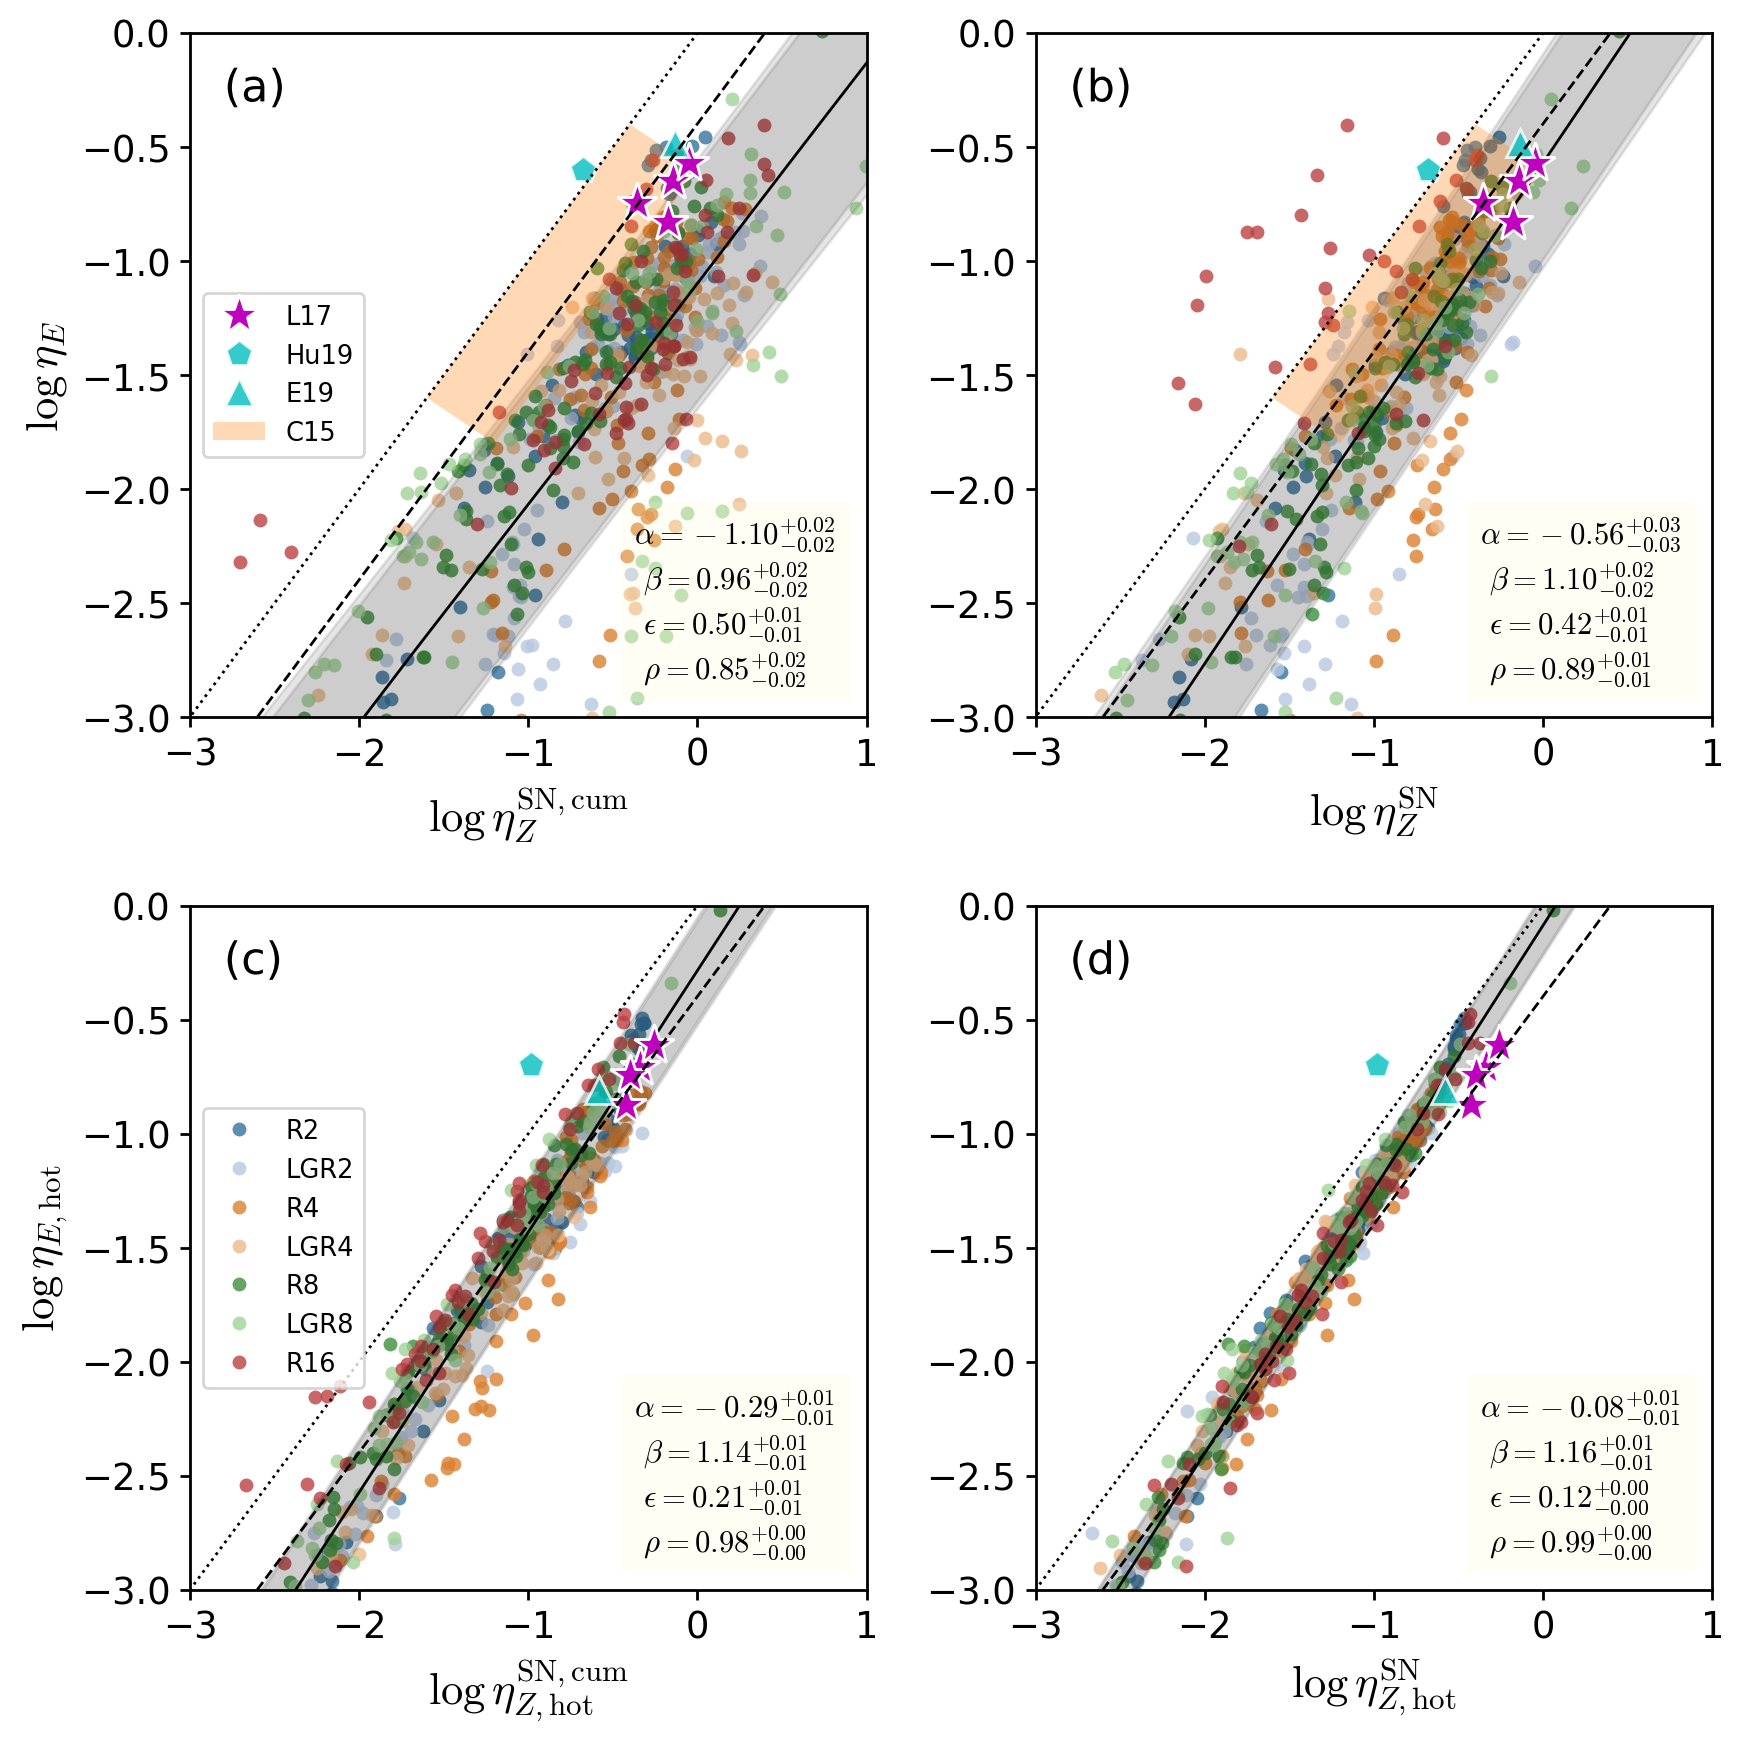 (a)
0.0
−0.5
−1.0
−1.5
−2.0
−2.5
−3.0
log η_E
L17
Hu19
E19
C15
α = −1.10^{+0.02}_{−0.02}
β = 0.96^{+0.02}_{−0.02}
ϵ = 0.50^{+0.01}_{−0.01}
ρ = 0.85^{+0.02}_{−0.02}
−3 −2 −1 0 1
log η_Z^{SN, cum}
(b)
0.0
−0.5
−1.0
−1.5
−2.0
−2.5
−3.0
α = −0.56^{+0.03}_{−0.03}
β = 1.10^{+0.02}_{−0.02}
ϵ = 0.42^{+0.01}_{−0.01}
ρ = 0.89^{+0.01}_{−0.01}
−3 −2 −1 0 1
log η_Z^{SN}
(c)
0.0
−0.5
−1.0
−1.5
−2.0
−2.5
−3.0
log η_{E, hot}
R2
LGR2
R4
LGR4
R8
LGR8
R16
α = −0.29^{+0.01}_{−0.01}
β = 1.14^{+0.01}_{−0.01}
ϵ = 0.21^{+0.01}_{−0.01}
ρ = 0.98^{+0.00}_{−0.00}
−3 −2 −1 0 1
log η_{Z, hot}^{SN, cum}
(d)
0.0
−0.5
−1.0
−1.5
−2.0
−2.5
−3.0
α = −0.08^{+0.01}_{−0.01}
β = 1.16^{+0.01}_{−0.01}
ϵ = 0.12^{+0.00}_{−0.00}
ρ = 0.99^{+0.00}_{−0.00}
−3 −2 −1 0 1
log η_{Z, hot}^{SN}